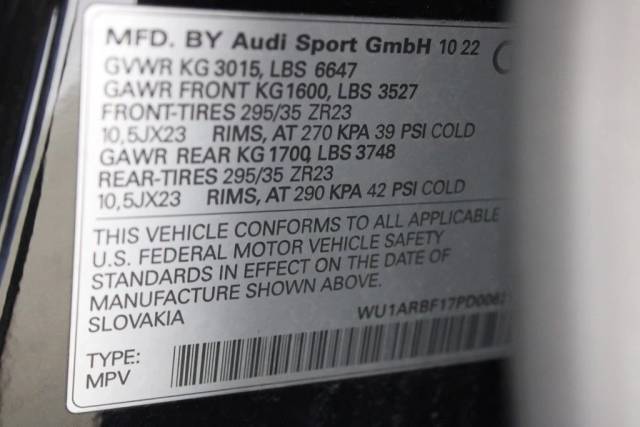 MFD. BY Audi Sport GmbH 10 22
GVWR KG 3015, LBS 6647
GAWR FRONT KG1600, LBS 3527
FRONT-TIRES 295/35 ZR23
10,5JX23 RIMS, AT 270 KPA 39 PSI COLD
GAWR REAR KG 1700, LBS 3748
REAR-TIRES 295/35 ZR23
10,5JX23 RIMS, AT 290 KPA 42 PSI COLD
THIS VEHICLE CONFORMS TO ALL APPLICABLE
U.S. FEDERAL MOTOR VEHICLE SAFETY
STANDARDS IN EFFECT ON THE DATE OF
MANUFACTURE SHOWN ABOVE.
SLOVAKIA
TYPE:
MPV